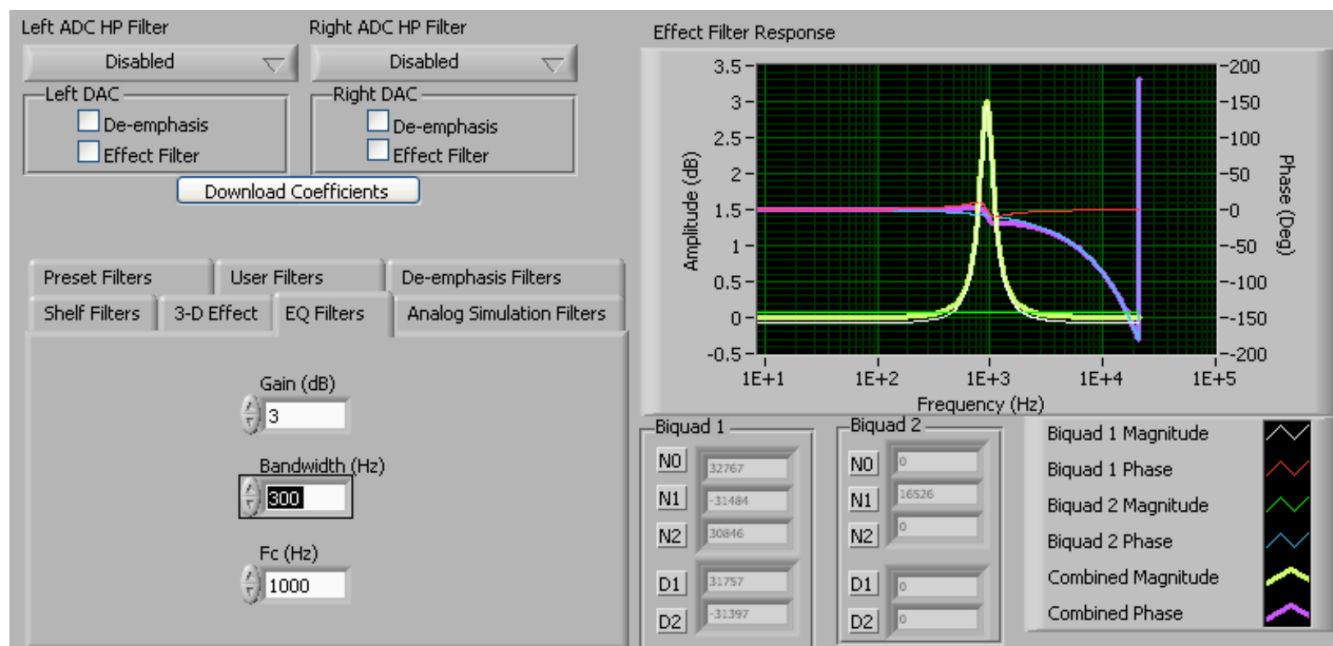 Left ADC HP Filter
Disabled
Right ADC HP Filter
Disabled
Left DAC
De-emphasis
Effect Filter
Right DAC
De-emphasis
Effect Filter
Download Coefficients
Preset Filters
User Filters
De-emphasis Filters
Shelf Filters
3-D Effect
EQ Filters
Analog Simulation Filters
Gain (dB)
3
Bandwidth (Hz)
300
Fc (Hz)
1000
Effect Filter Response
Amplitude (dB)
3.5
3
2.5
2
1.5
1
0.5
0
-0.5
200
150
100
50
0
-50
-100
-150
-200
Phase (Deg)
1E+1
1E+2
1E+3
1E+4
1E+5
Frequency (Hz)
Biquad 1
N0
32767
N1
-31484
N2
30846
D1
31757
D2
-31397
Biquad 2
N0
0
N1
16526
N2
0
D1
0
D2
0
Biquad 1 Magnitude
Biquad 1 Phase
Biquad 2 Magnitude
Biquad 2 Phase
Combined Magnitude
Combined Phase